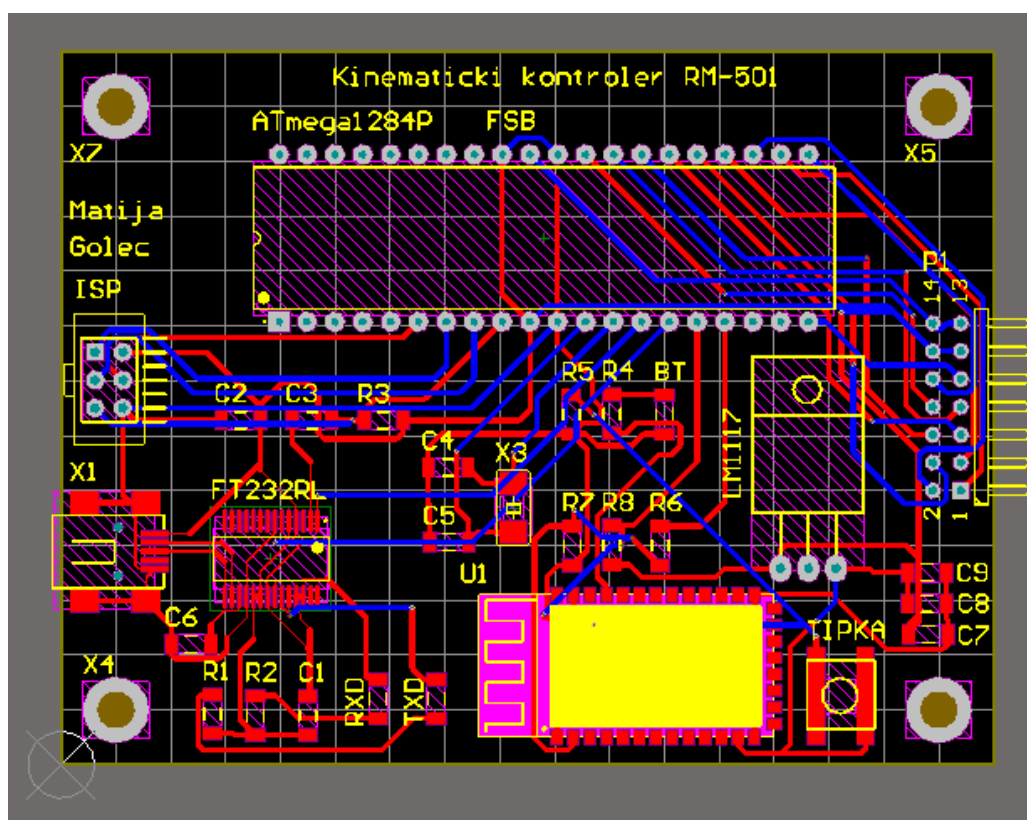 Kinematicki kontroler RM-501
ATmega1284P FSB
X7 X5
Matija
Golec
ISP
P1
14 13
C2 C3 R3 R5 R4 BT
LM1117
C4 X3
X1
FT232RL
2 1
C5 R7 R8 R6
U1
C9
C8
C6 TIPKA C7
X4 R1 R2 C1 RXD TXD